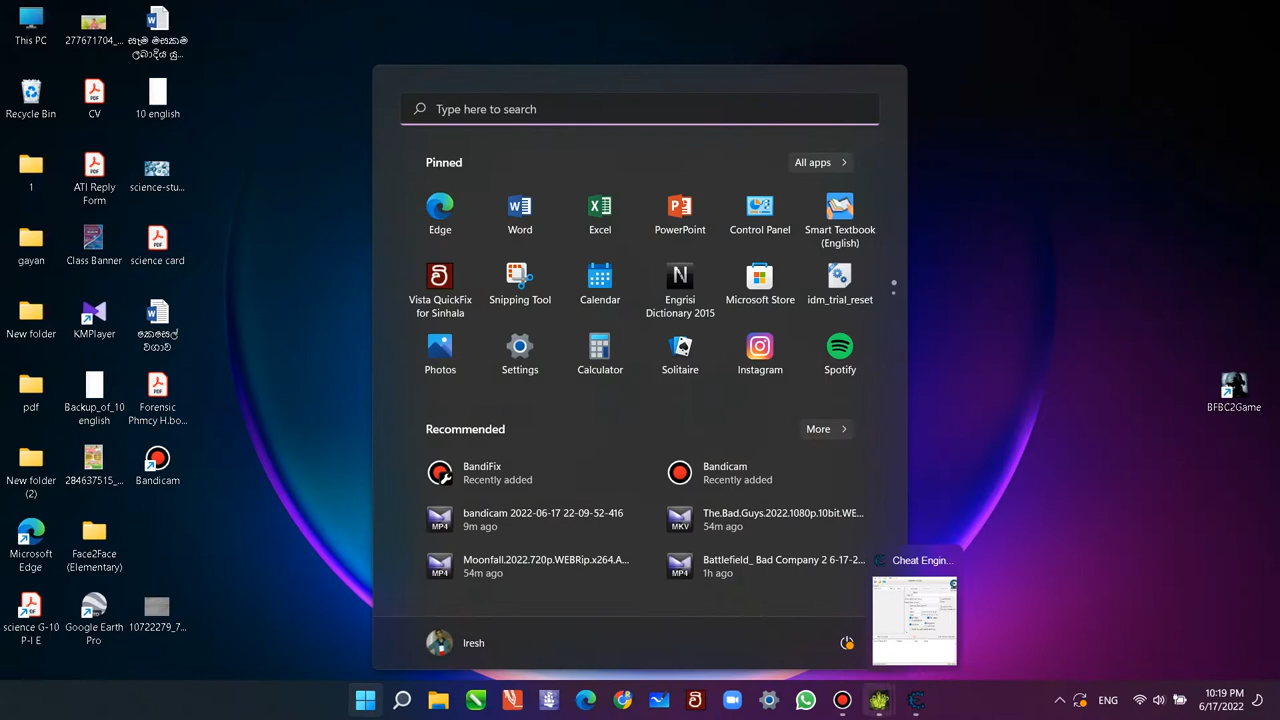 This PC
277671704_...
සෑම මසකම
ලබාදිය යු...
Recycle Bin
CV
10 english
1
ATI Reply
Form
science-stu...
gayan
Class Banner
science card
New folder
KMPlayer
කෙසෙල්
වගාව
pdf
Backup_of_10
english
Forensic
Phmcy H.bo...
New folder
(2)
284637515_...
Bandicam
Microsoft
Edge
Face2Face
(Elementary)
science G-10
P-I E
Google Earth
Pro
Type here to search
Pinned
All apps
Edge
Word
Excel
PowerPoint
Control Panel
Smart Textbook
(English)
Vista QuickFix
for Sinhala
Snipping Tool
Calendar
English
Dictionary 2015
Microsoft Store
idm_trial_reset
Photos
Settings
Calculator
Solitaire
Instagram
Spotify
Recommended
More
BandiFix
Recently added
Bandicam
Recently added
bandicam 2022-06-17 22-09-52-416
9m ago
The.Bad.Guys.2022.1080p.10bit.WE...
54m ago
Moonfall.2022.720p.WEBRip.x264.A...
54m ago
Battlefield_ Bad Company 2 6-17-2...
1h ago
Cheat Engin...
BFBC2Game
ENG
10:19 PM
6/17/2022